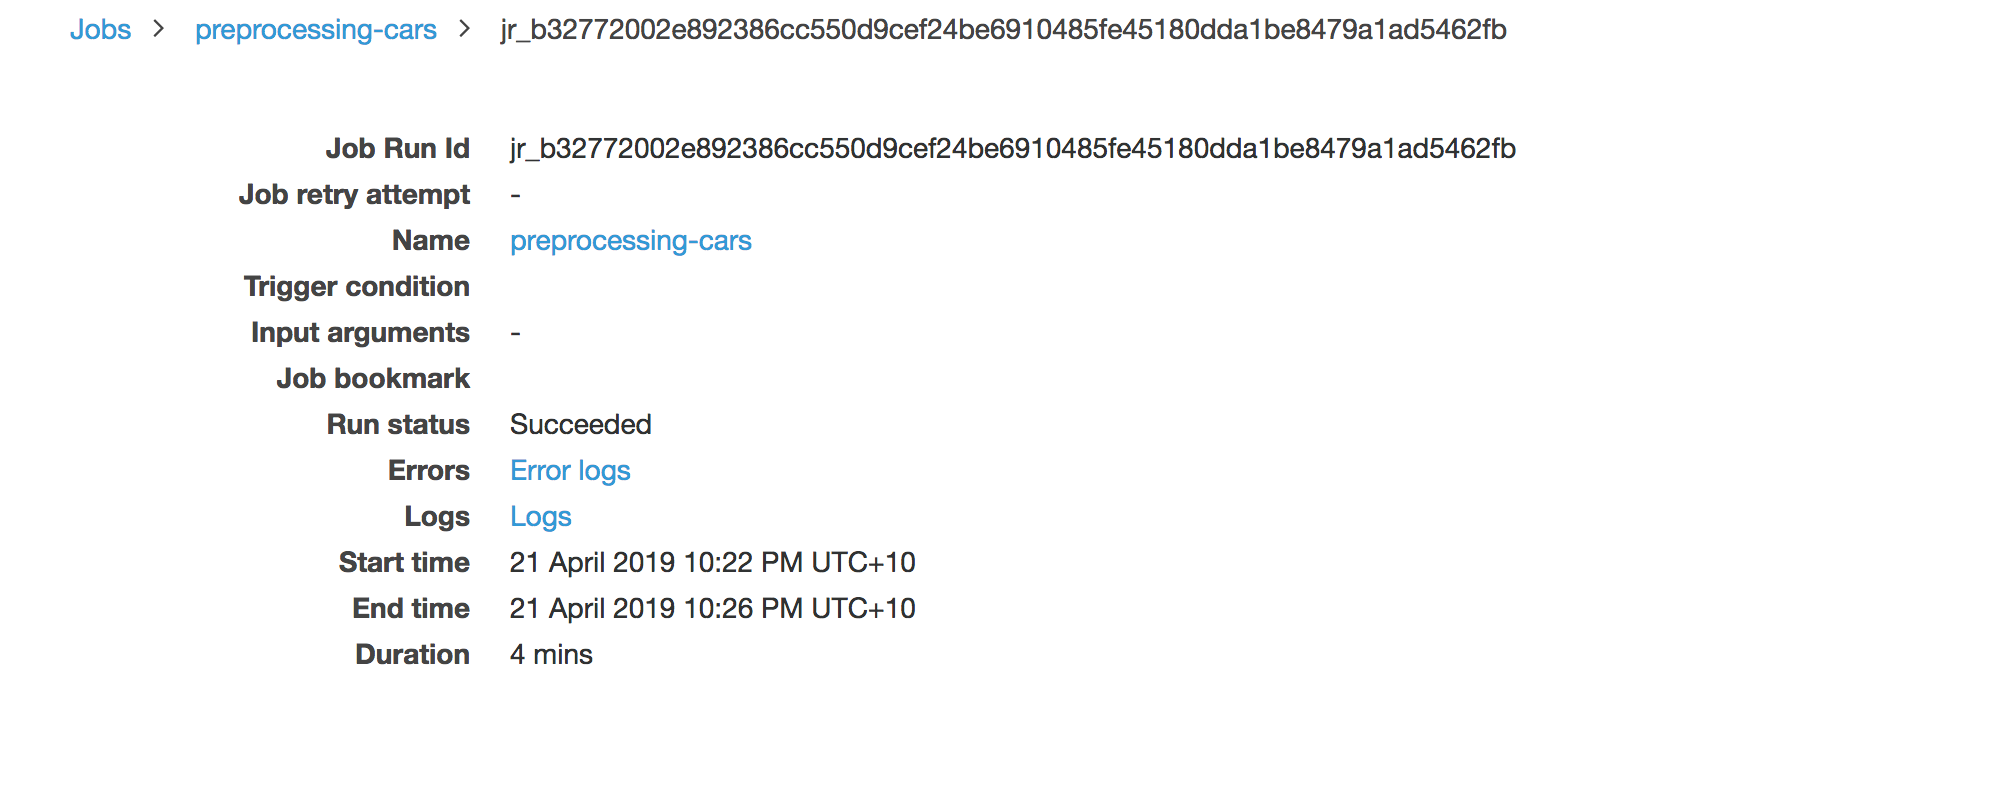 Jobs > preprocessing-cars > jr_b32772002e892386cc550d9cef24be6910485fe45180dda1be8479a1ad5462fb
Job Run Id jr_b32772002e892386cc550d9cef24be6910485fe45180dda1be8479a1ad5462fb
Job retry attempt -
Name preprocessing-cars
Trigger condition
Input arguments -
Job bookmark
Run status Succeeded
Errors Error logs
Logs Logs
Start time 21 April 2019 10:22 PM UTC+10
End time 21 April 2019 10:26 PM UTC+10
Duration 4 mins